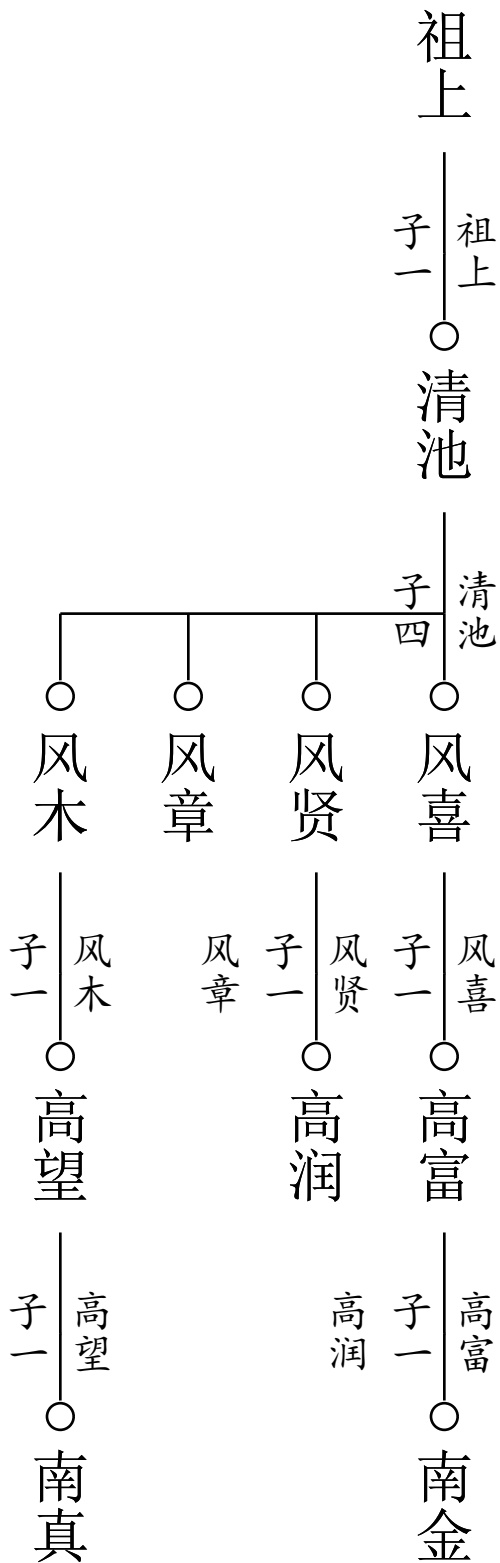 祖上
祖上
子一
清池
清池
子四
风喜
风贤
风章
风木
风喜
子一
风贤
子一
风章
风木
子一
高富
高润
高望
高富
子一
高润
高望
子一
南金
南真